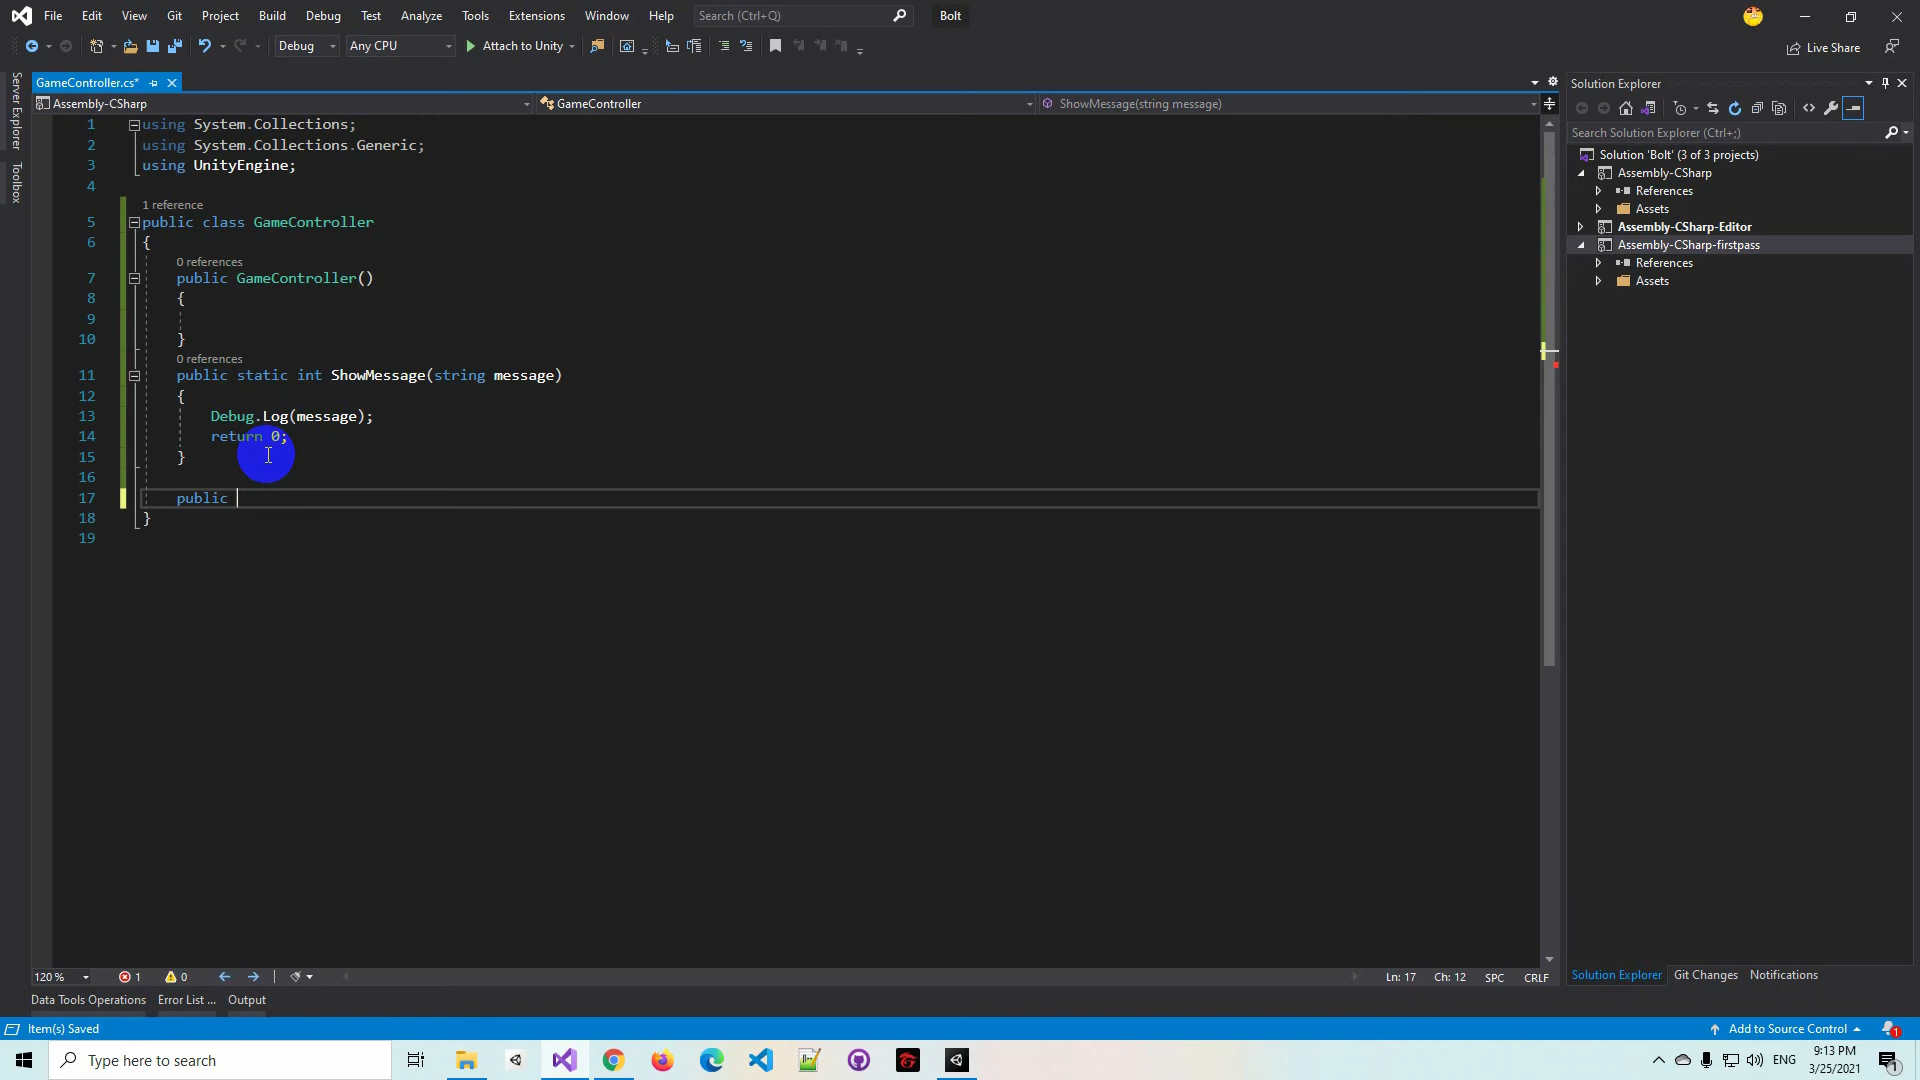 File Edit View Git Project Build Debug Test Analyze Tools Extensions Window Help Search (Ctrl+Q) Bolt
Debug Any CPU Attach to Unity Live Share
GameController.cs*
Assembly-CSharp GameController ShowMessage(string message)
1 using System.Collections;
2 using System.Collections.Generic;
3 using UnityEngine;
4
1 reference
5 public class GameController
6 {
0 references
7 public GameController()
8 {
9
10 }
0 references
11 public static int ShowMessage(string message)
12 {
13 Debug.Log(message);
14 return 0;
15 }
16
17 public
18 }
19
Server Explorer
Toolbox
Solution Explorer
Search Solution Explorer (Ctrl+;)
Solution 'Bolt' (3 of 3 projects)
Assembly-CSharp
References
Assets
Assembly-CSharp-Editor
Assembly-CSharp-firstpass
References
Assets
120 % 1 0 Ln: 17 Ch: 12 SPC CRLF
Solution Explorer Git Changes Notifications
Data Tools Operations Error List ... Output
Item(s) Saved Add to Source Control 1
Type here to search ENG 9:13 PM
3/25/2021 1